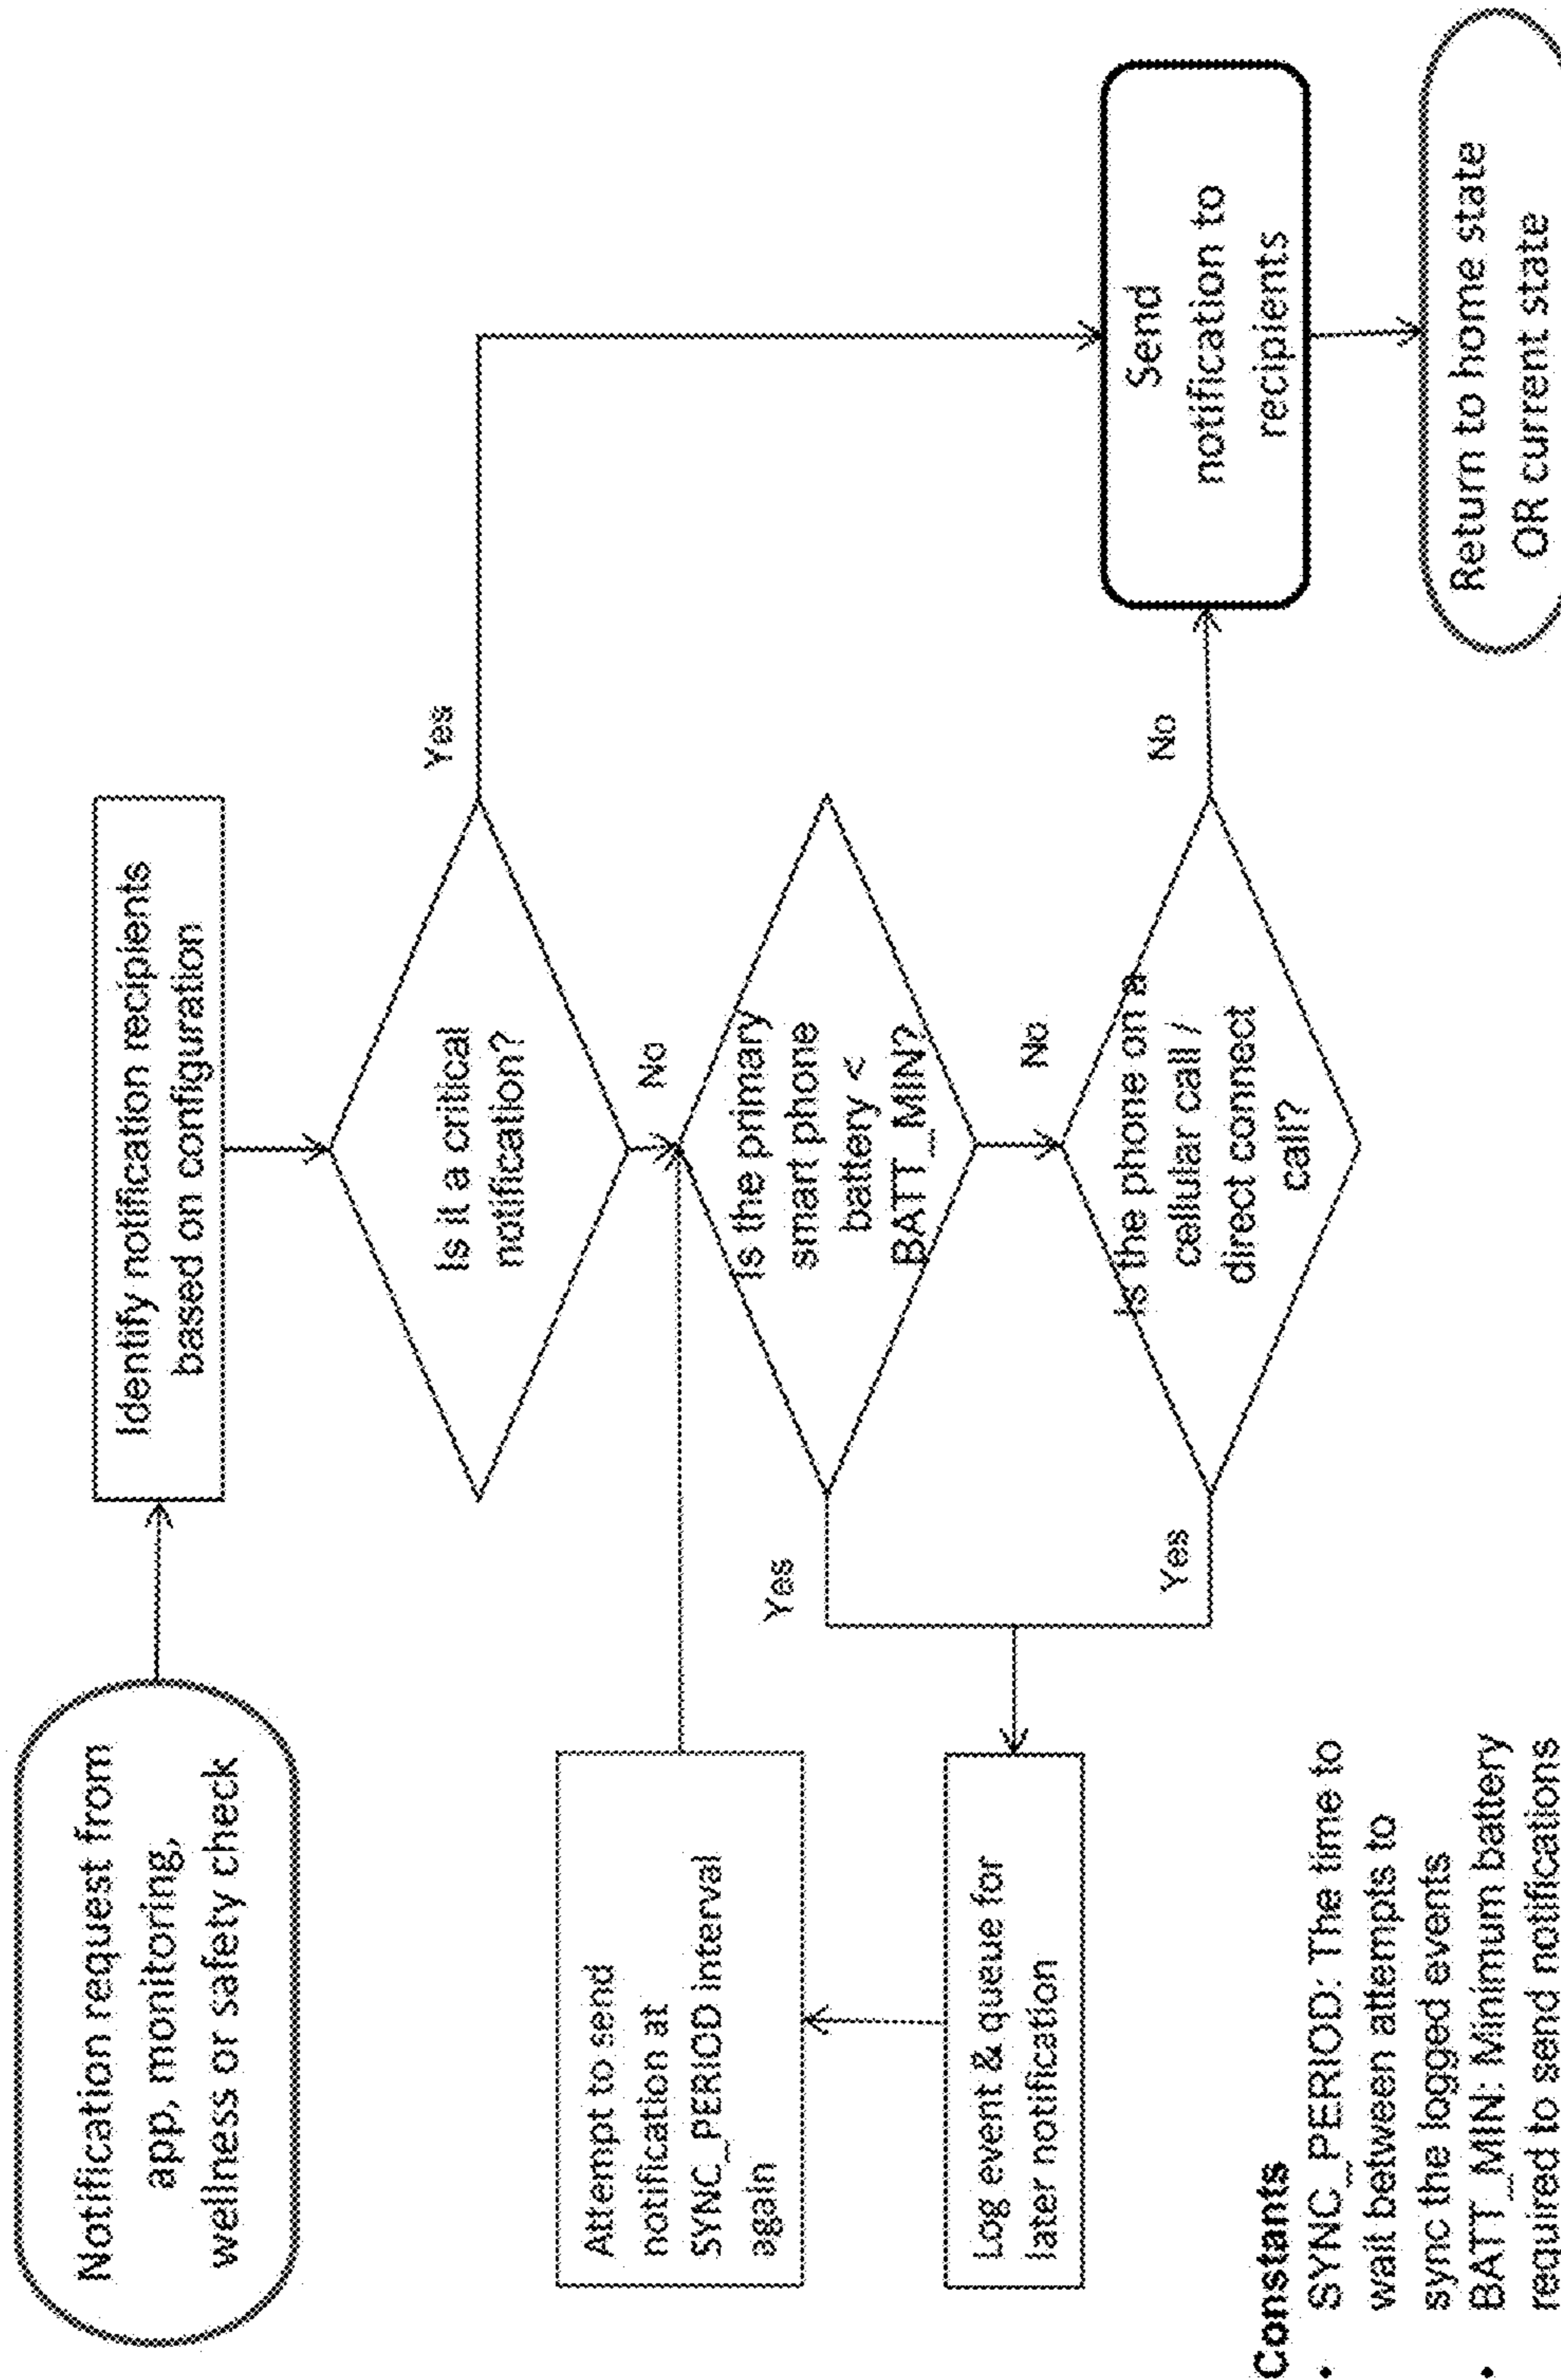 Notification request from
app, monitoring,
wellness or safety check
Identify notification recipients
based on configuration
Is it a critical
notification?
Yes
No
Attempt to send
notification at
SYNC_PERIOD interval
again
Is the primary
smart phone
battery <
BATT_MIN?
Yes
No
Log event & queue for
later notification
Is the phone on a
cellular call /
direct connect
call?
Yes
No
Send
notification to
recipients
Return to home state
OR current state
Constants
• SYNC_PERIOD: The time to
wait between attempts to
sync the logged events
• BATT_MIN: Minimum battery
required to send notifications